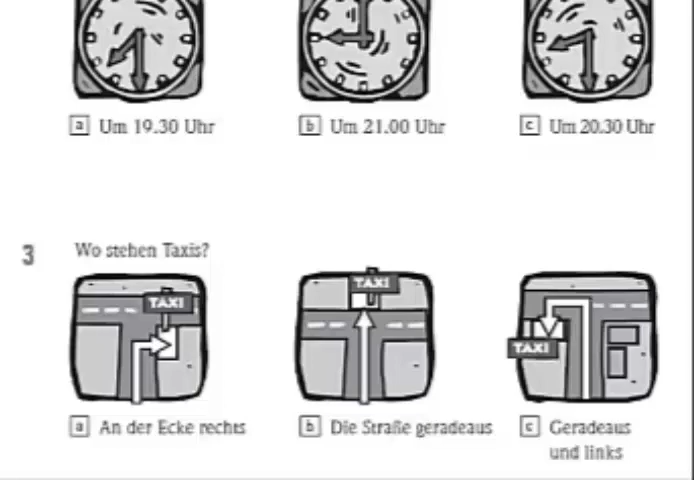 a Um 19.30 Uhr
b Um 21.00 Uhr
c Um 20.30 Uhr
3 Wo stehen Taxis?
TAXI
TAXI
TAXI
a An der Ecke rechts
b Die Straße geradeaus
c Geradeaus
und links